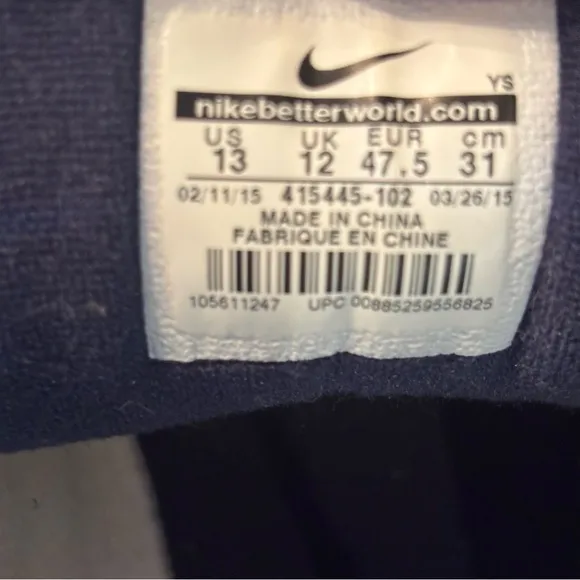 YS
nikebetterworld.com
US UK EUR cm
13 12 47.5 31
02/11/15 415445-102 03/26/15
MADE IN CHINA
FABRIQUE EN CHINE
105611247 UPC 00885259556825